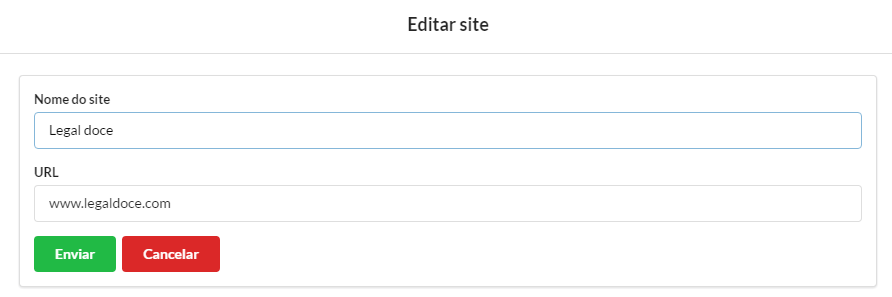 Editar site
Nome do site
Legal doce
URL
www.legaldoce.com
Enviar Cancelar